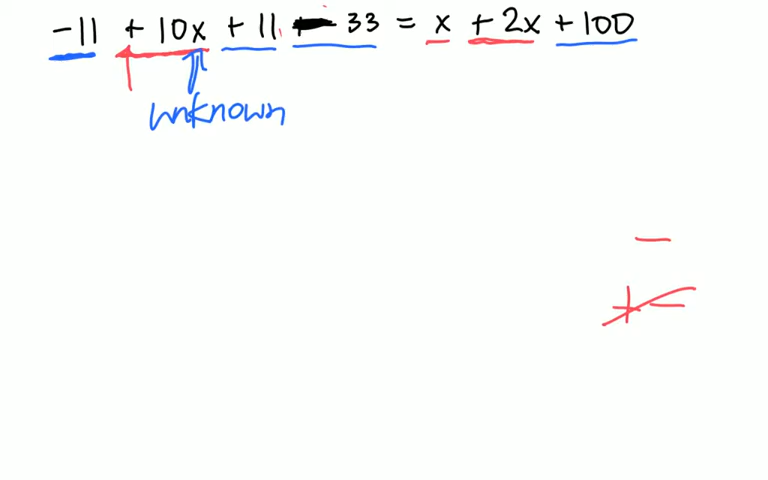 -11 + 10x + 11 - 33 = x + 2x + 100
unknown
-
+ -